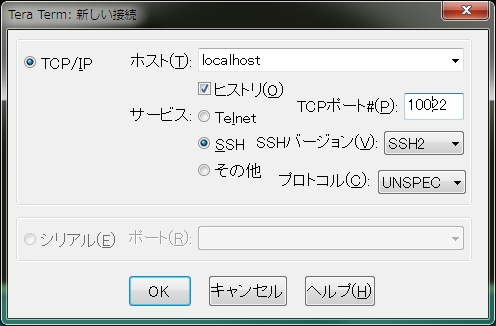 Tera Term: 新しい接続
TCP/IP ホスト(T): localhost
ヒストリ(O)
サービス: Telnet TCPポート#(P): 10022
SSH SSHバージョン(V): SSH2
その他 プロトコル(C): UNSPEC
シリアル(E) ポート(R):
OK キャンセル ヘルプ(H)